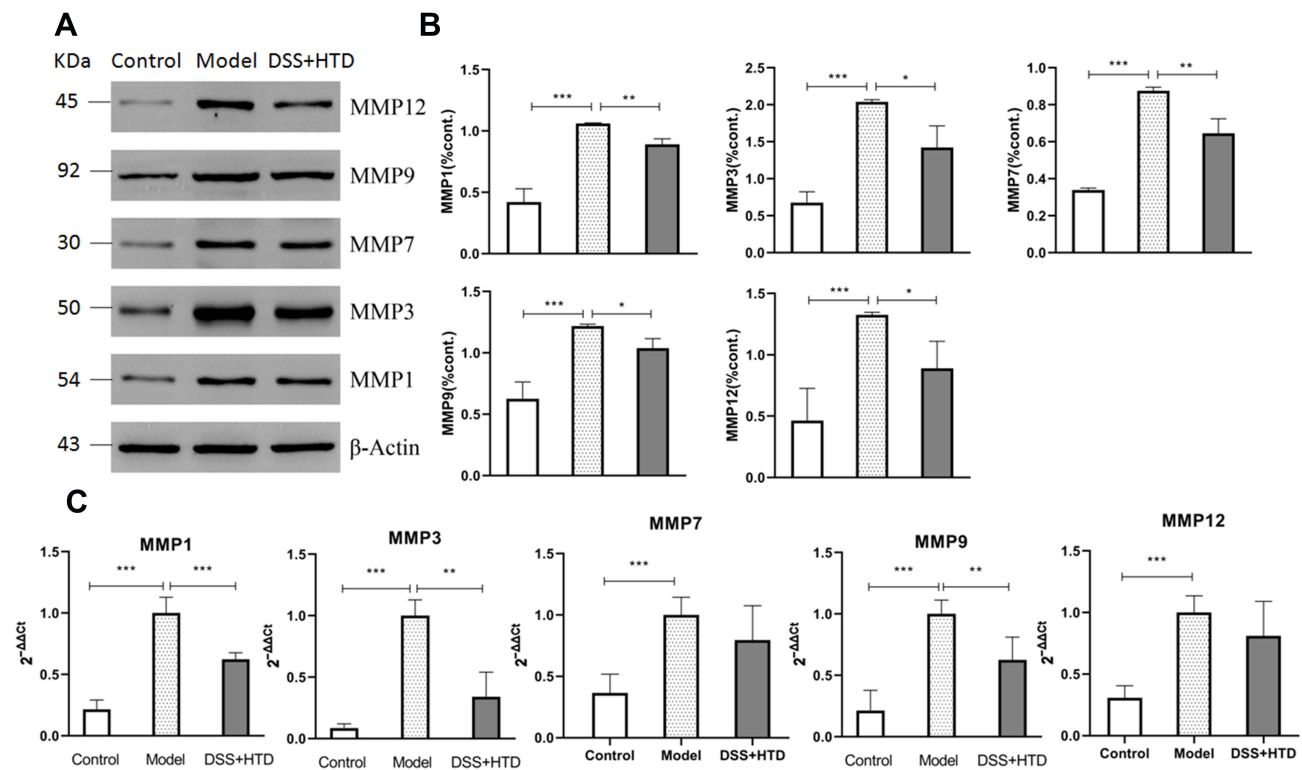 A
KDa Control Model DSS+HTD
45 MMP12
92 MMP9
30 MMP7
50 MMP3
54 MMP1
43 β-Actin
B
MMP1(%cont.)
1.5
1.0
0.5
0.0
*** **
MMP3(%cont.)
2.5
2.0
1.5
1.0
0.5
0.0
*** *
MMP7(%cont.)
1.0
0.8
0.6
0.4
0.2
0.0
*** **
MMP9(%cont.)
1.5
1.0
0.5
0.0
*** *
MMP12(%cont.)
1.5
1.0
0.5
0.0
*** *
C
MMP1
2^-ΔΔCt
1.5
1.0
0.5
0.0
*** ***
Control Model DSS+HTD
MMP3
2^-ΔΔCt
1.5
1.0
0.5
0.0
*** **
Control Model DSS+HTD
MMP7
2^-ΔΔCt
1.5
1.0
0.5
0.0
***
Control Model DSS+HTD
MMP9
2^-ΔΔCt
1.5
1.0
0.5
0.0
*** **
Control Model DSS+HTD
MMP12
2^-ΔΔCt
1.5
1.0
0.5
0.0
***
Control Model DSS+HTD